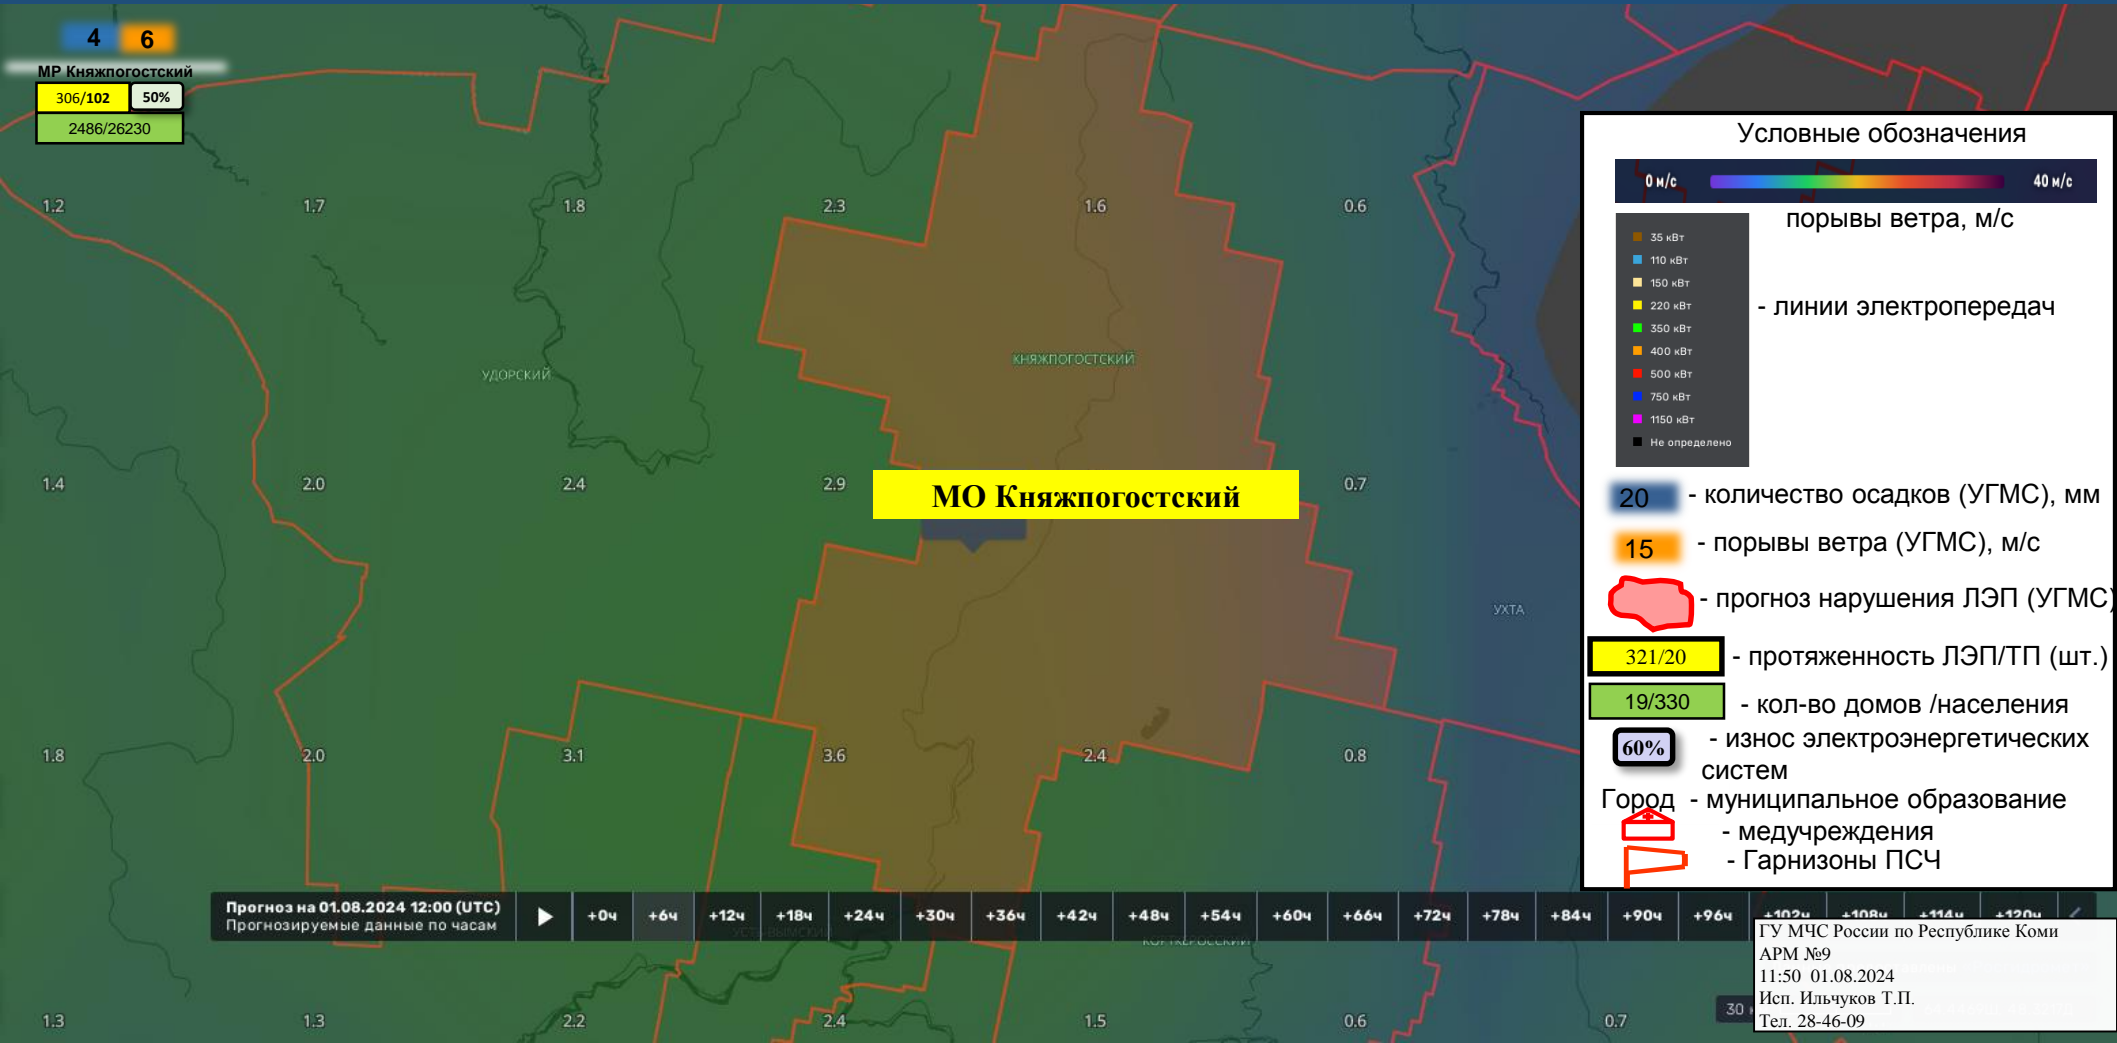 4 6
МР Княжпогостский
306/102 50%
2486/26230
Условные обозначения
0 м/с 40 м/с
порывы ветра, м/с
35 кВт
110 кВт
150 кВт
220 кВт
350 кВт
400 кВт
500 кВт
750 кВт
1150 кВт
Не определено
- линии электропередач
20 - количество осадков (УГМС), мм
15 - порывы ветра (УГМС), м/с
- прогноз нарушения ЛЭП (УГМС)
321/20 - протяженность ЛЭП/ТП (шт.)
19/330 - кол-во домов /населения
60% - износ электроэнергетических
систем
Город - муниципальное образование
- медучреждения
- Гарнизоны ПСЧ
1.2 1.7 1.8 2.3 1.6 0.6
КНЯЖПОГОСТСКИЙ
УДОРСКИЙ
1.4 2.0 2.4 2.9 0.7
МО Княжпогостский
УХТА
1.8 2.0 3.1 3.6 2.4 0.8
Прогноз на 01.08.2024 12:00 (UTC)
Прогнозируемые данные по часам
+0ч +6ч +12ч +18ч +24ч +30ч +36ч +42ч +48ч +54ч +60ч +66ч +72ч +78ч +84ч +90ч +96ч +102ч +108ч +114ч +120ч
УСТЬ-ВЫМСКИЙ
КОРТКЕРОССКИЙ
1.3 1.3 2.2 2.4 1.5 0.6 0.7
30
ГУ МЧС России по Республике Коми
АРМ №9
11:50 01.08.2024
Исп. Ильчуков Т.П.
Тел. 28-46-09